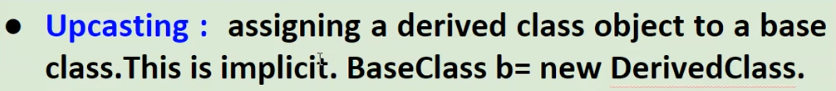 ● Upcasting : assigning a derived class object to a base
class.This is implicit. BaseClass b= new DerivedClass.